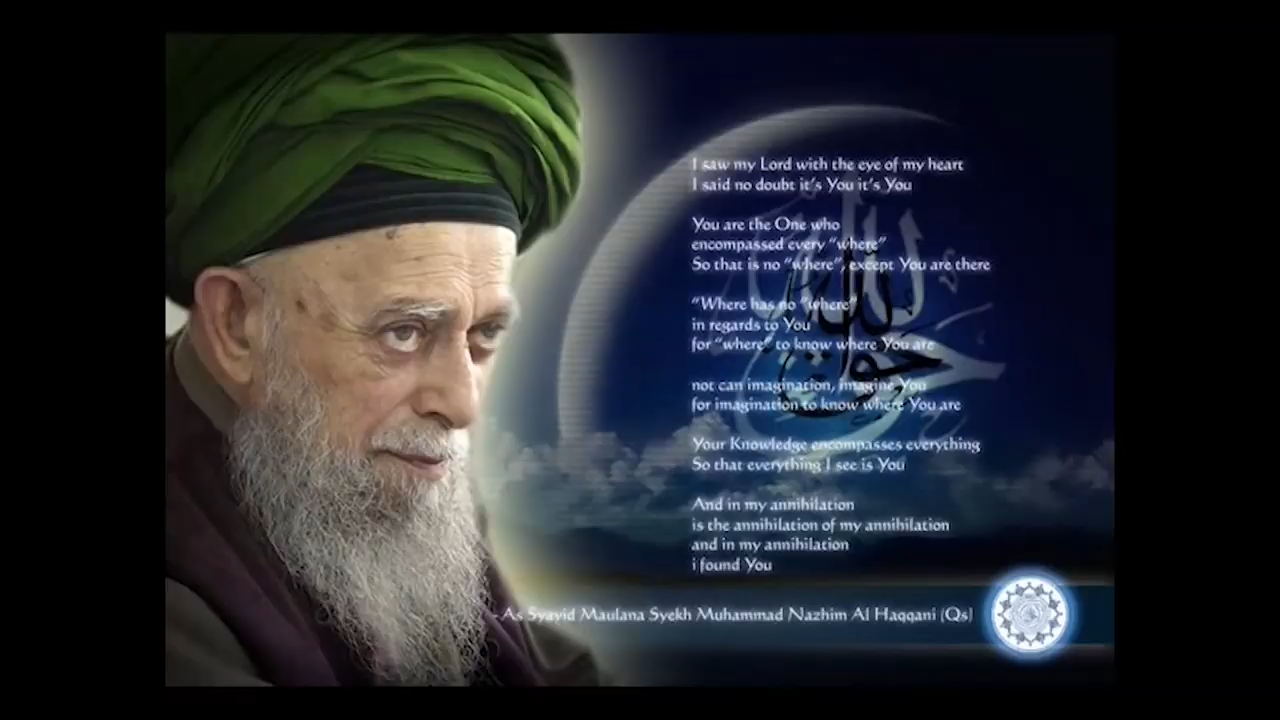 I saw my Lord with the eye of my heart
I said no doubt it's You it's You
You are the One who
encompassed every "where"
So that is no "where", except You are there
"Where has no "where"
in regards to You
for "where" to know where You are
not can imagination, imagine You
for imagination to know where You are
Your Knowledge encompasses everything
So that everything I see is You
And in my annihilation
is the annihilation of my annihilation
and in my annihilation
i found You
- As Syayid Maulana Syekh Muhammad Nazhim Al Haqqani (Qs)